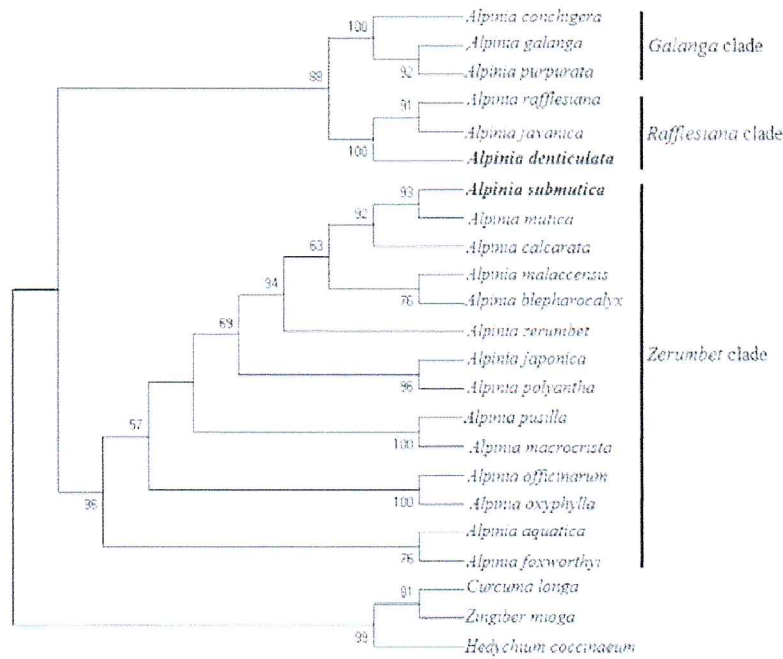 Alpinia conchigera
100
Alpinia galanga
Galanga clade
Alpinia purpurata
92
88
Alpinia rafflesiana
91
Alpinia javanica
Rafflesiana clade
100
Alpinia denticulata
Alpinia submutica
93
92
Alpinia mutica
63
Alpinia calcarata
Alpinia malaccensis
94
76
Alpinia blepharocalyx
69
Alpinia zerumbet
Alpinia japonica
Zerumbet clade
96
Alpinia polyantha
Alpinia pusilla
57
100
Alpinia macrocrista
Alpinia officinarum
96
100
Alpinia oxyphylla
Alpinia aquatica
76
Alpinia foxworthyi
Curcuma longa
81
Zingiber mioga
99
Hedychium coccinaeum